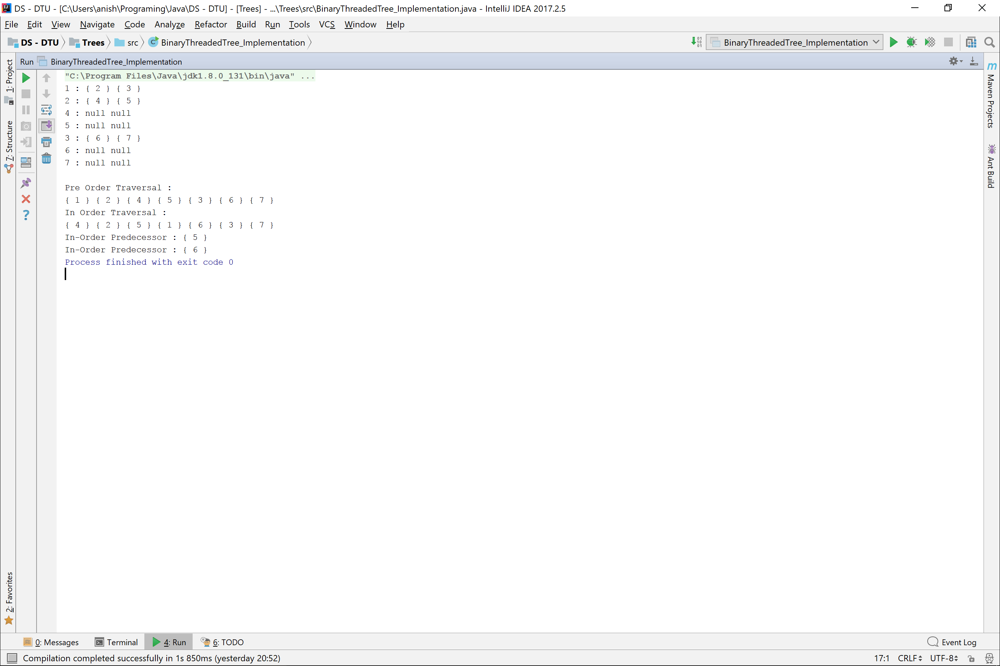 DS - DTU - [C:\Users\anish\Programing\Java\DS - DTU] - [Trees] - ...\Trees\src\BinaryThreadedTree_Implementation.java - IntelliJ IDEA 2017.2.5
File Edit View Navigate Code Analyze Refactor Build Run Tools VCS Window Help
DS - DTU Trees src BinaryThreadedTree_Implementation BinaryThreadedTree_Implementation
Run BinaryThreadedTree_Implementation
1: Project
7: Structure
2: Favorites
"C:\Program Files\Java\jdk1.8.0_131\bin\java" ...
1 : { 2 } { 3 }
2 : { 4 } { 5 }
4 : null null
5 : null null
3 : { 6 } { 7 }
6 : null null
7 : null null
Pre Order Traversal :
{ 1 } { 2 } { 4 } { 5 } { 3 } { 6 } { 7 }
In Order Traversal :
{ 4 } { 2 } { 5 } { 1 } { 6 } { 3 } { 7 }
In-Order Predecessor : { 5 }
In-Order Predecessor : { 6 }
Process finished with exit code 0
Maven Projects
Ant Build
0: Messages Terminal 4: Run 6: TODO Event Log
Compilation completed successfully in 1s 850ms (yesterday 20:52) 17:1 CRLF UTF-8